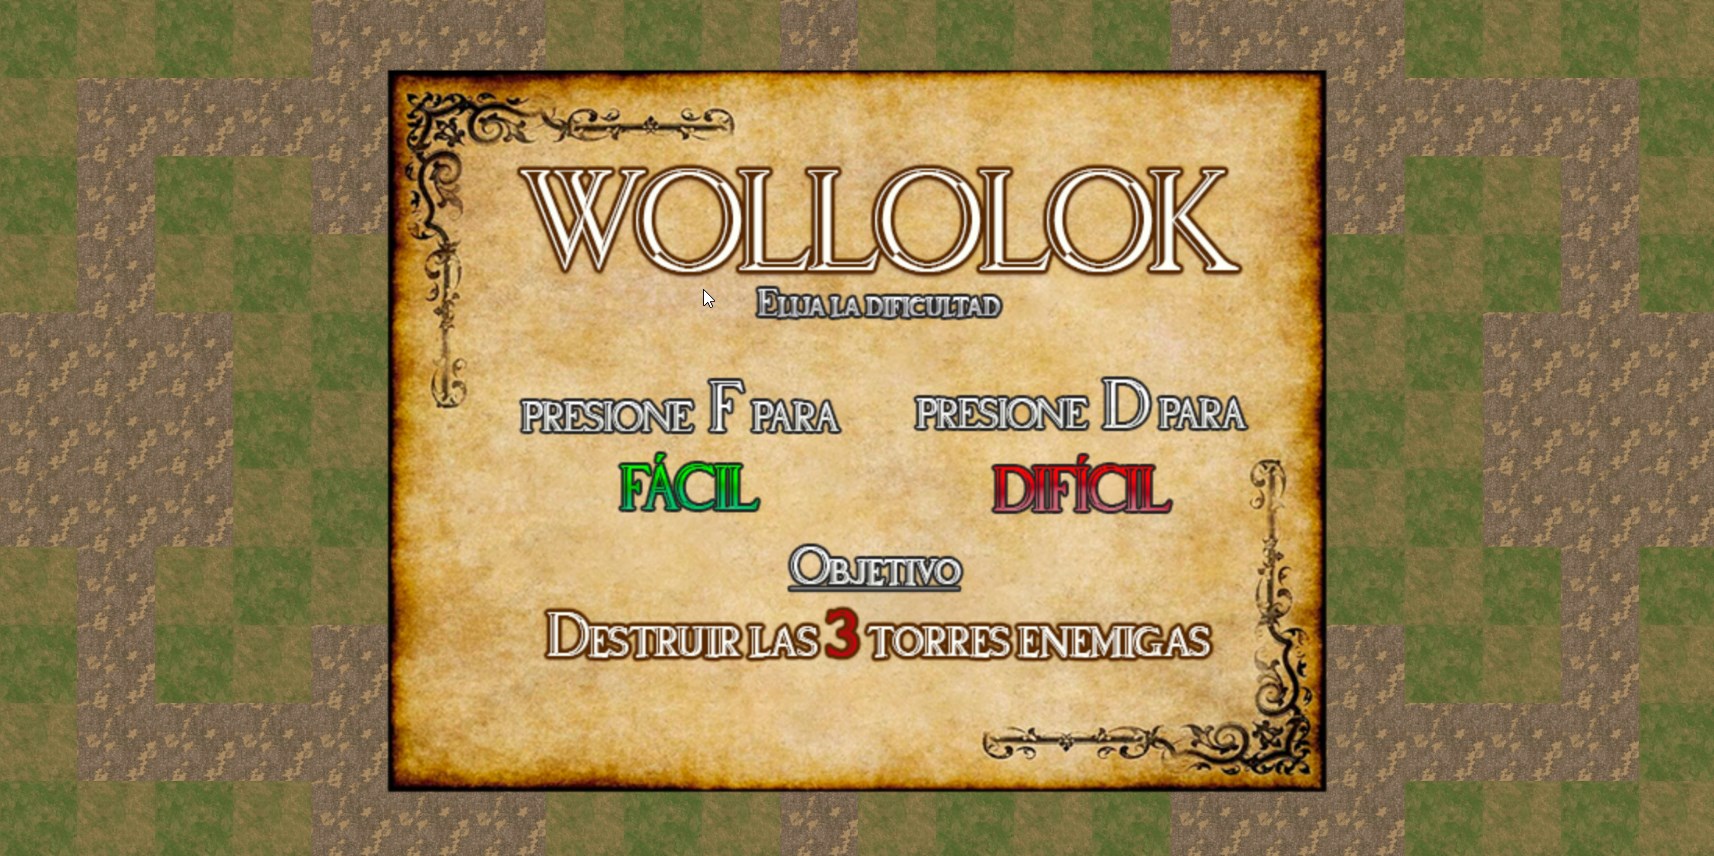 WOLLOLOK
Elija la dificultad
PRESIONE F PARA
FÁCIL
PRESIONE D PARA
DIFÍCIL
Objetivo
Destruir las 3 torres enemigas